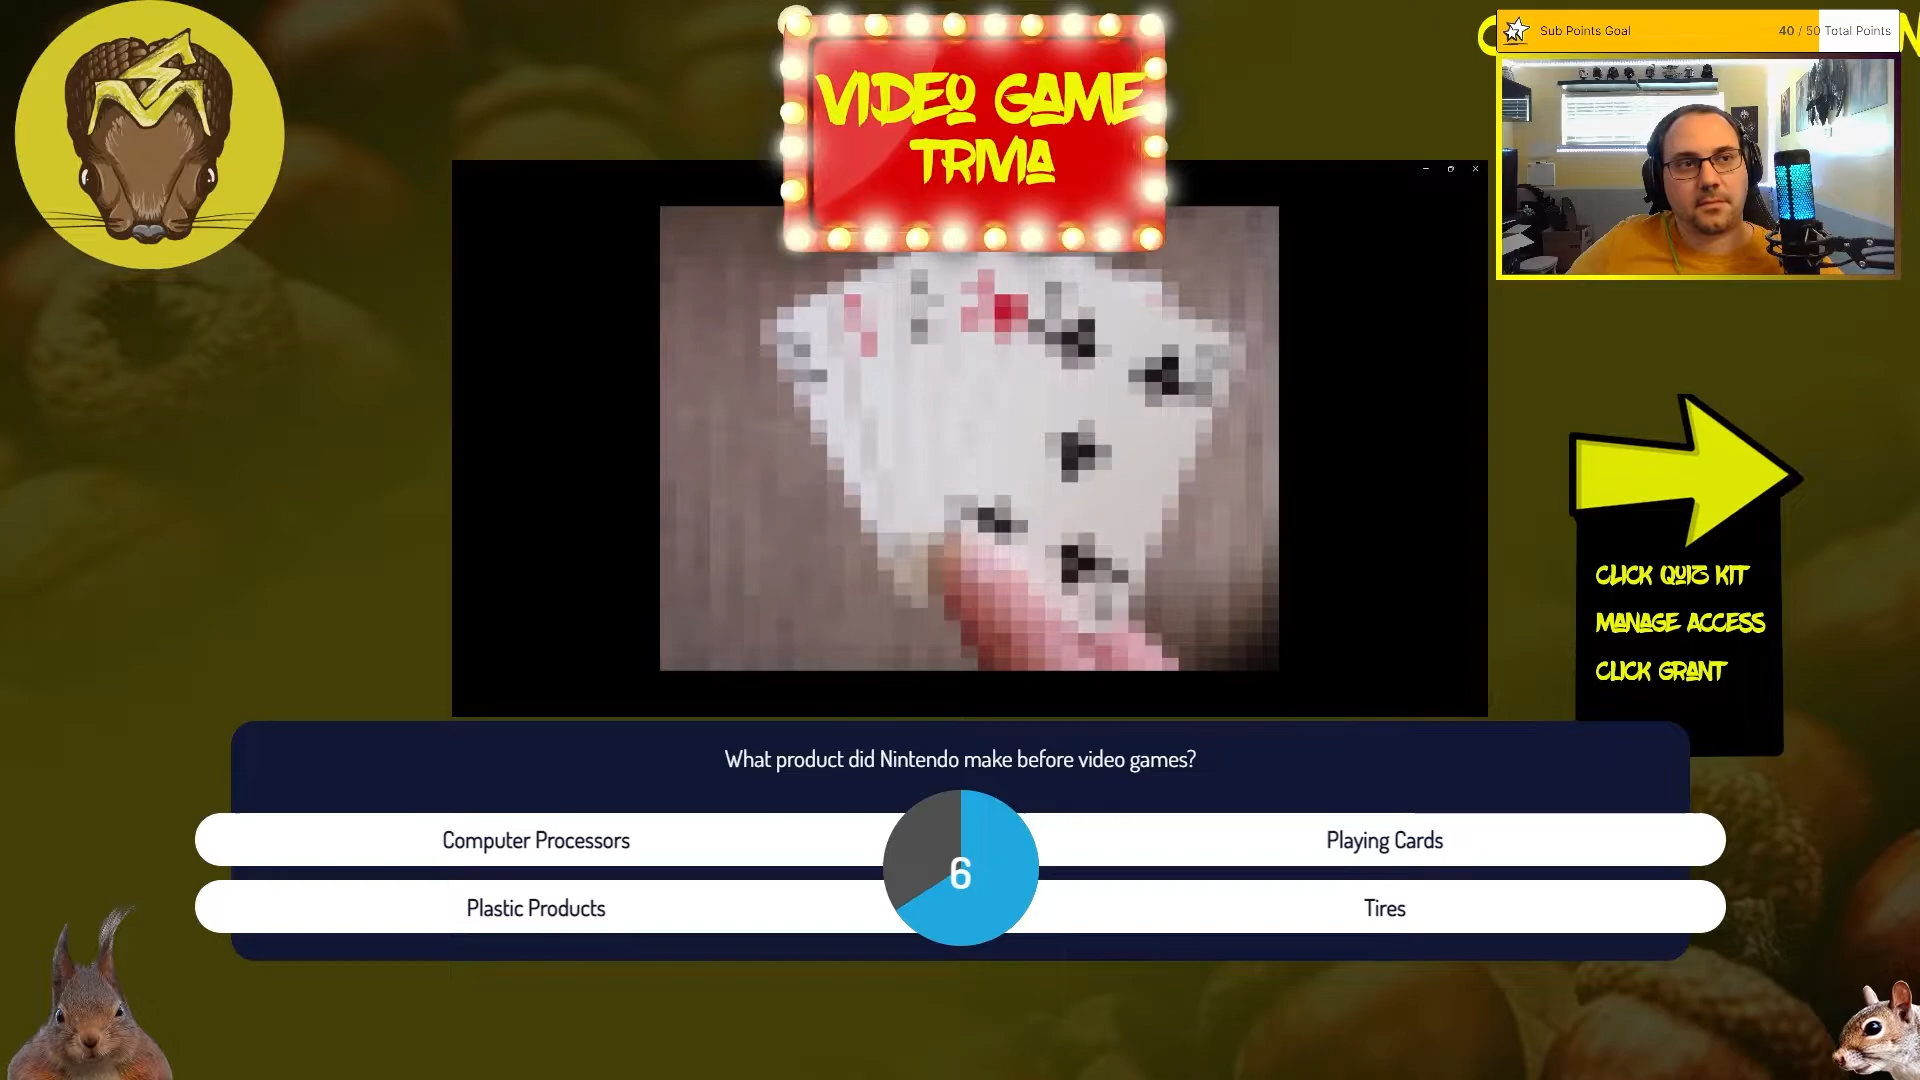 Sub Points Goal
40 / 50 Total Points
VIDEO GAME
TRIVIA
CLICK QUIZ KIT
MANAGE ACCESS
CLICK GRANT
What product did Nintendo make before video games?
Computer Processors
Playing Cards
6
Plastic Products
Tires